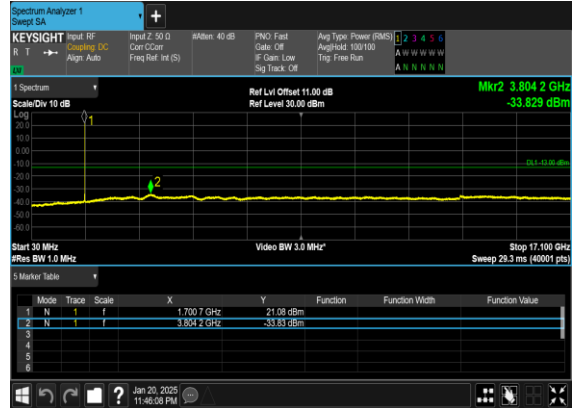 Spectrum Analyzer 1
Swept SA
+
KEYSIGHT Input: RF Input Z: 50 Ω #Atten: 40 dB PNO: Fast Avg Type: Power (RMS) 1 2 3 4 5 6
R T Coupling: DC Corr CCorr Gate: Off Avg|Hold: 100/100 A W W W W W
Align: Auto Freq Ref: Int (S) IF Gain: Low Trig: Free Run
Sig Track: Off A N N N N N
1 Spectrum Ref Lvl Offset 11.00 dB Mkr2 3.804 2 GHz
Scale/Div 10 dB Ref Level 30.00 dBm -33.829 dBm
Log
1
20.0
10.0
0.00
-10.0
DL1 -13.00 dBm
-20.0
2
-30.0
-40.0
-50.0
-60.0
Start 30 MHz Video BW 3.0 MHz* Stop 17.100 GHz
#Res BW 1.0 MHz Sweep 29.3 ms (40001 pts)
5 Marker Table
Mode Trace Scale X Y Function Function Width Function Value
1 N 1 f 1.700 7 GHz 21.08 dBm
2 N 1 f 3.804 2 GHz -33.83 dBm
3
4
5
6
? Jan 20, 2025
11:46:08 PM